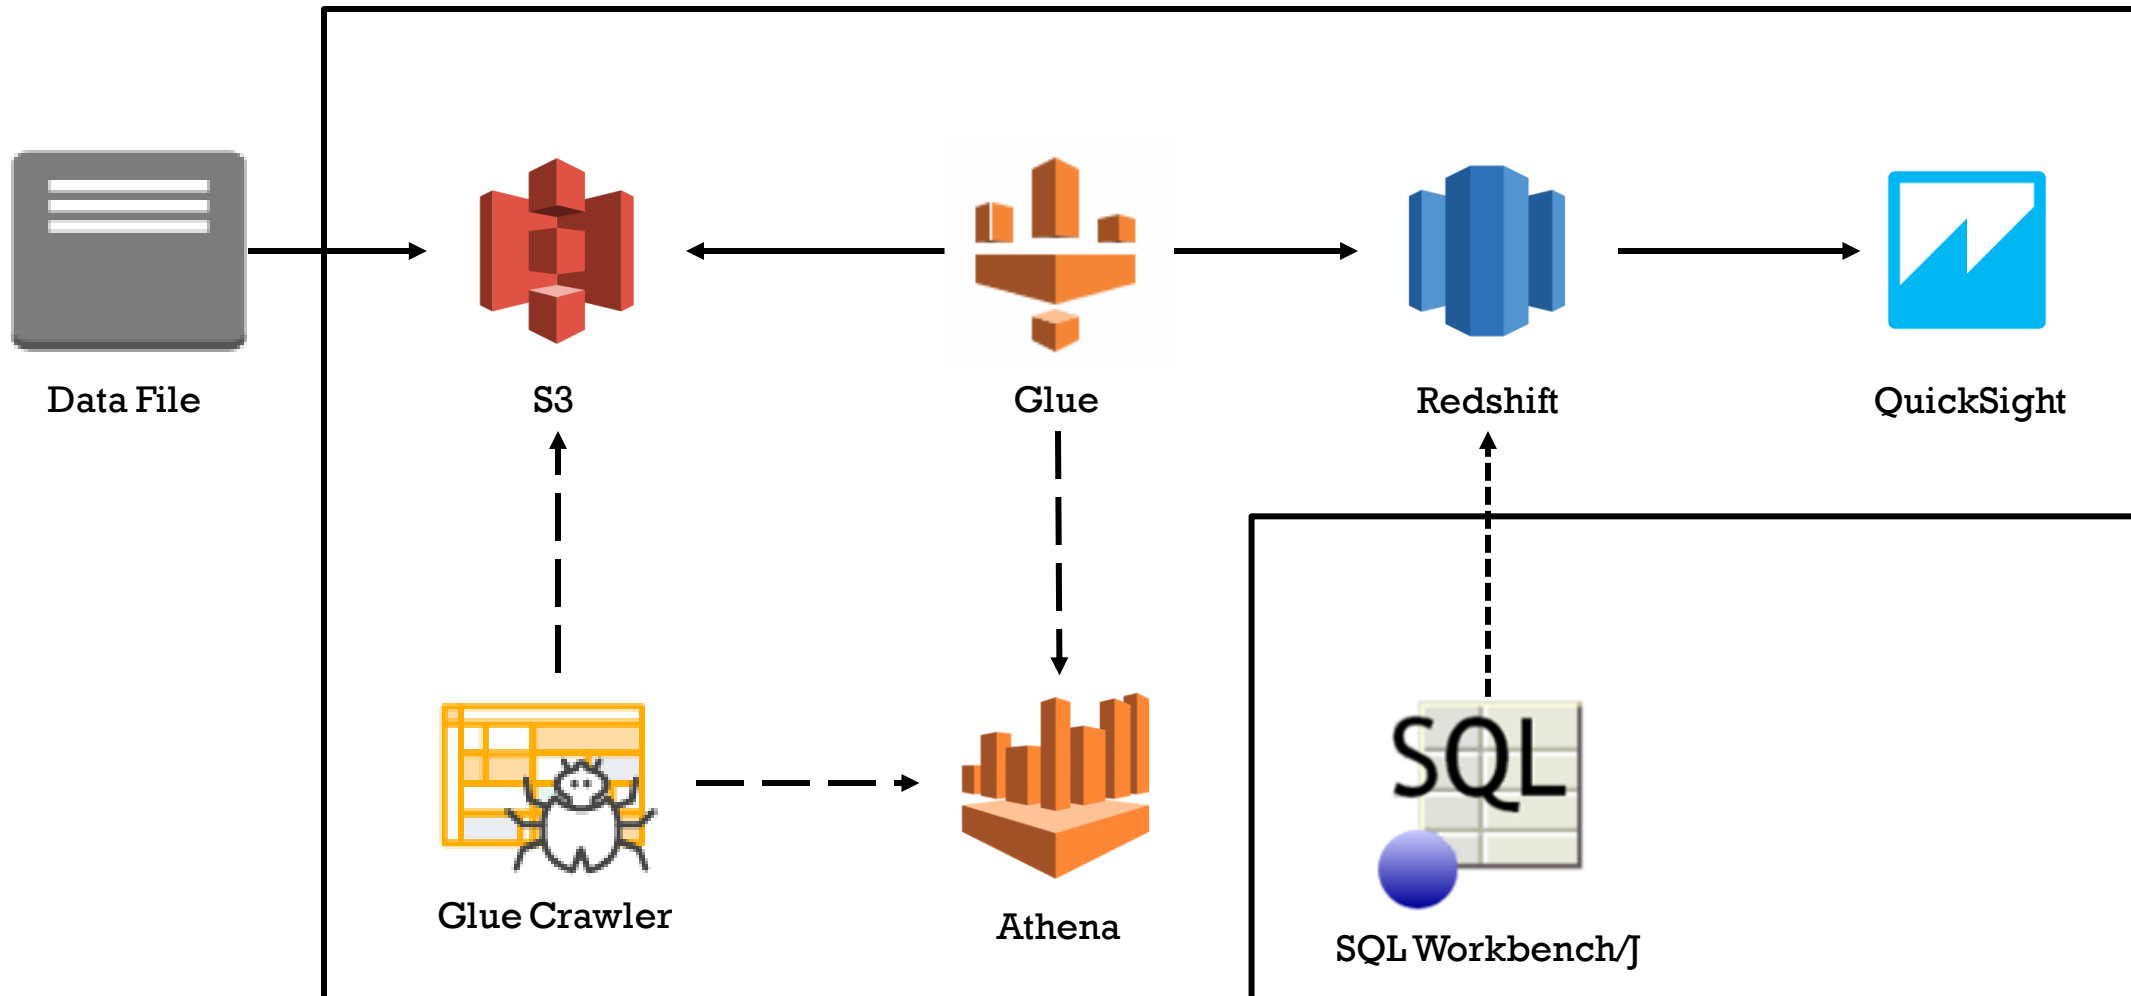 Data File
S3
Glue
Redshift
QuickSight
Glue Crawler
Athena
SQL
SQL Workbench/J